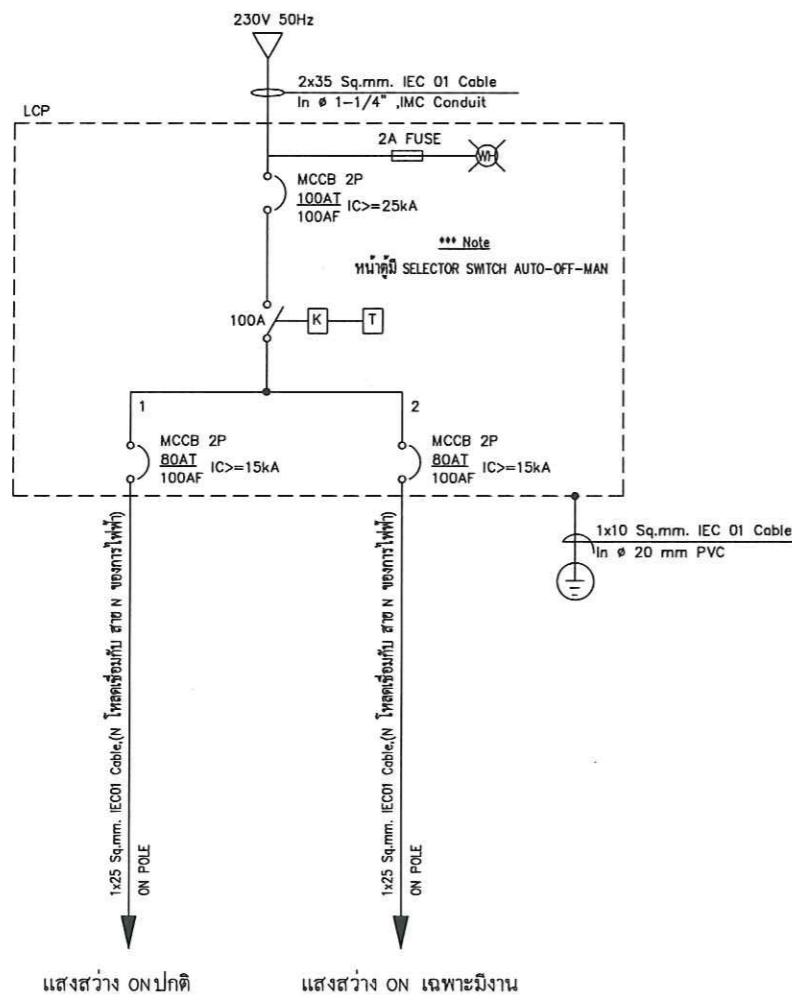 230V 50Hz
2x35 Sq.mm. IEC 01 Cable
In ø 1-1/4" ,IMC Conduit
LCP
2A FUSE
WH
MCCB 2P
100AT
100AF
IC>=25kA
*** Note
หน้าตู้มี SELECTOR SWITCH AUTO-OFF-MAN
100A
K
T
1
2
MCCB 2P
80AT
100AF
IC>=15kA
MCCB 2P
80AT
100AF
IC>=15kA
1x10 Sq.mm. IEC 01 Cable
In ø 20 mm PVC
1x25 Sq.mm. IEC01 Cable,(N โหลดเชื่อมกับ สาย N ของการไฟฟ้า)
ON POLE
1x25 Sq.mm. IEC01 Cable,(N โหลดเชื่อมกับ สาย N ของการไฟฟ้า)
ON POLE
แสงสว่าง ON ปกติ
แสงสว่าง ON เฉพาะมีงาน